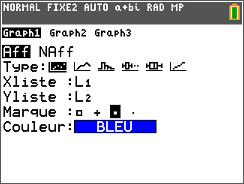 NORMAL FIXE2 AUTO a+bi RAD MP
Graph1 Graph2 Graph3
Aff NAff
Type:
Xliste :L1
Yliste :L2
Marque : + ·
Couleur: BLEU